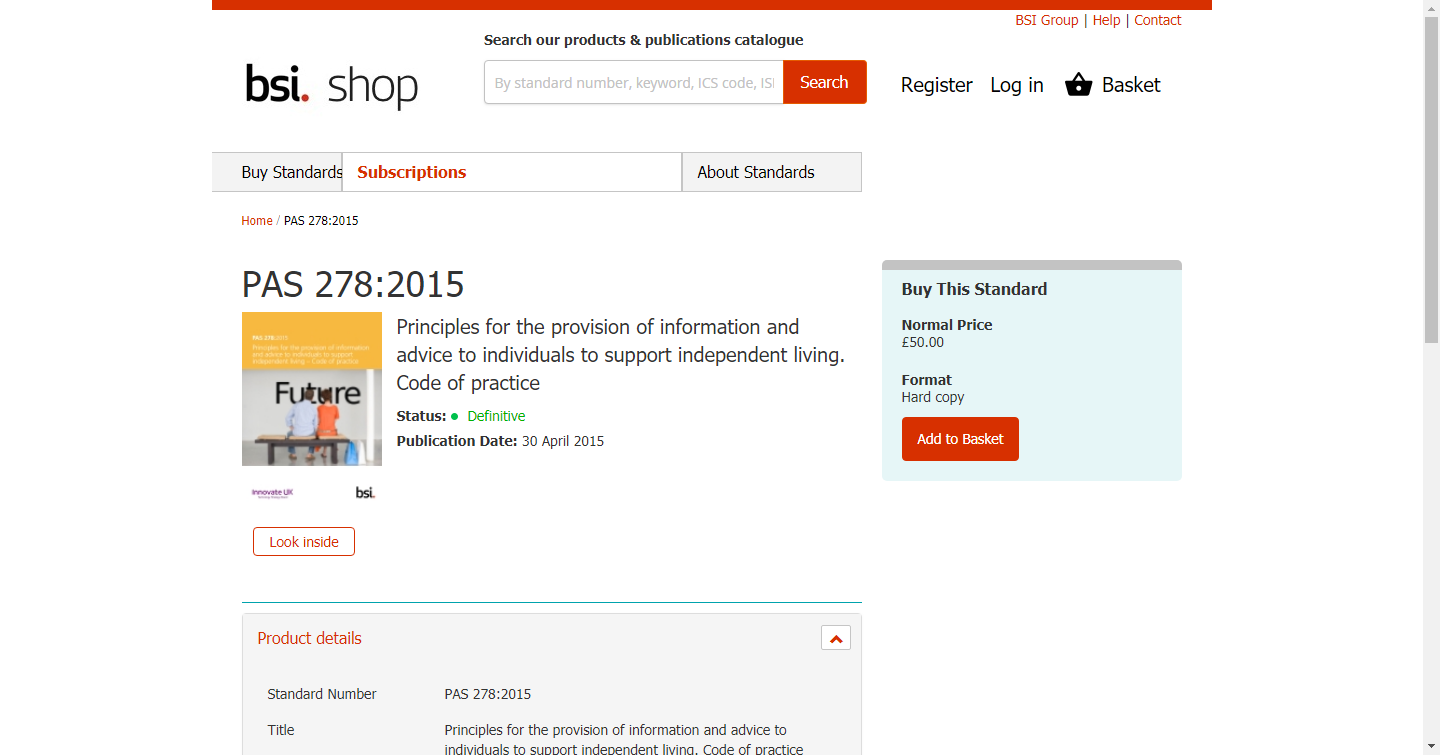 BSI Group | Help | Contact
Search our products & publications catalogue
bsi. shop
By standard number, keyword, ICS code, ISI
Search
Register
Log in
Basket
Buy Standards
Subscriptions
About Standards
Home / PAS 278:2015
PAS 278:2015
PAS 278:2015
Principles for the provision of information
and advice to individuals to support
independent living – Code of practice
Future
Innovate UK
bsi.
Look inside
Principles for the provision of information and
advice to individuals to support independent living.
Code of practice
Status: Definitive
Publication Date: 30 April 2015
Buy This Standard
Normal Price
£50.00
Format
Hard copy
Add to Basket
Product details
Standard Number PAS 278:2015
Title Principles for the provision of information and advice to
individuals to support independent living. Code of practice